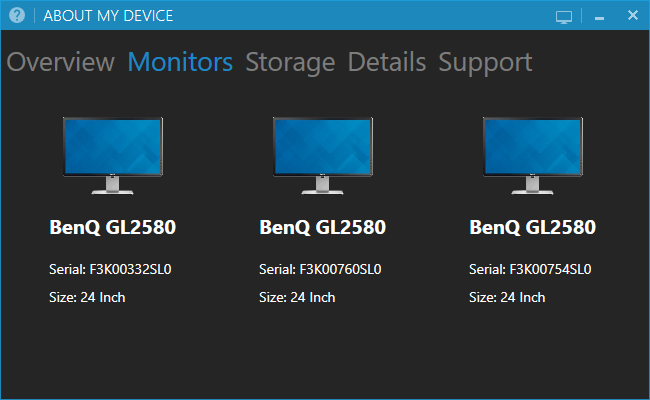 ? ABOUT MY DEVICE
Overview Monitors Storage Details Support
BenQ GL2580 BenQ GL2580 BenQ GL2580
Serial: F3K00332SL0 Serial: F3K00760SL0 Serial: F3K00754SL0
Size: 24 Inch Size: 24 Inch Size: 24 Inch